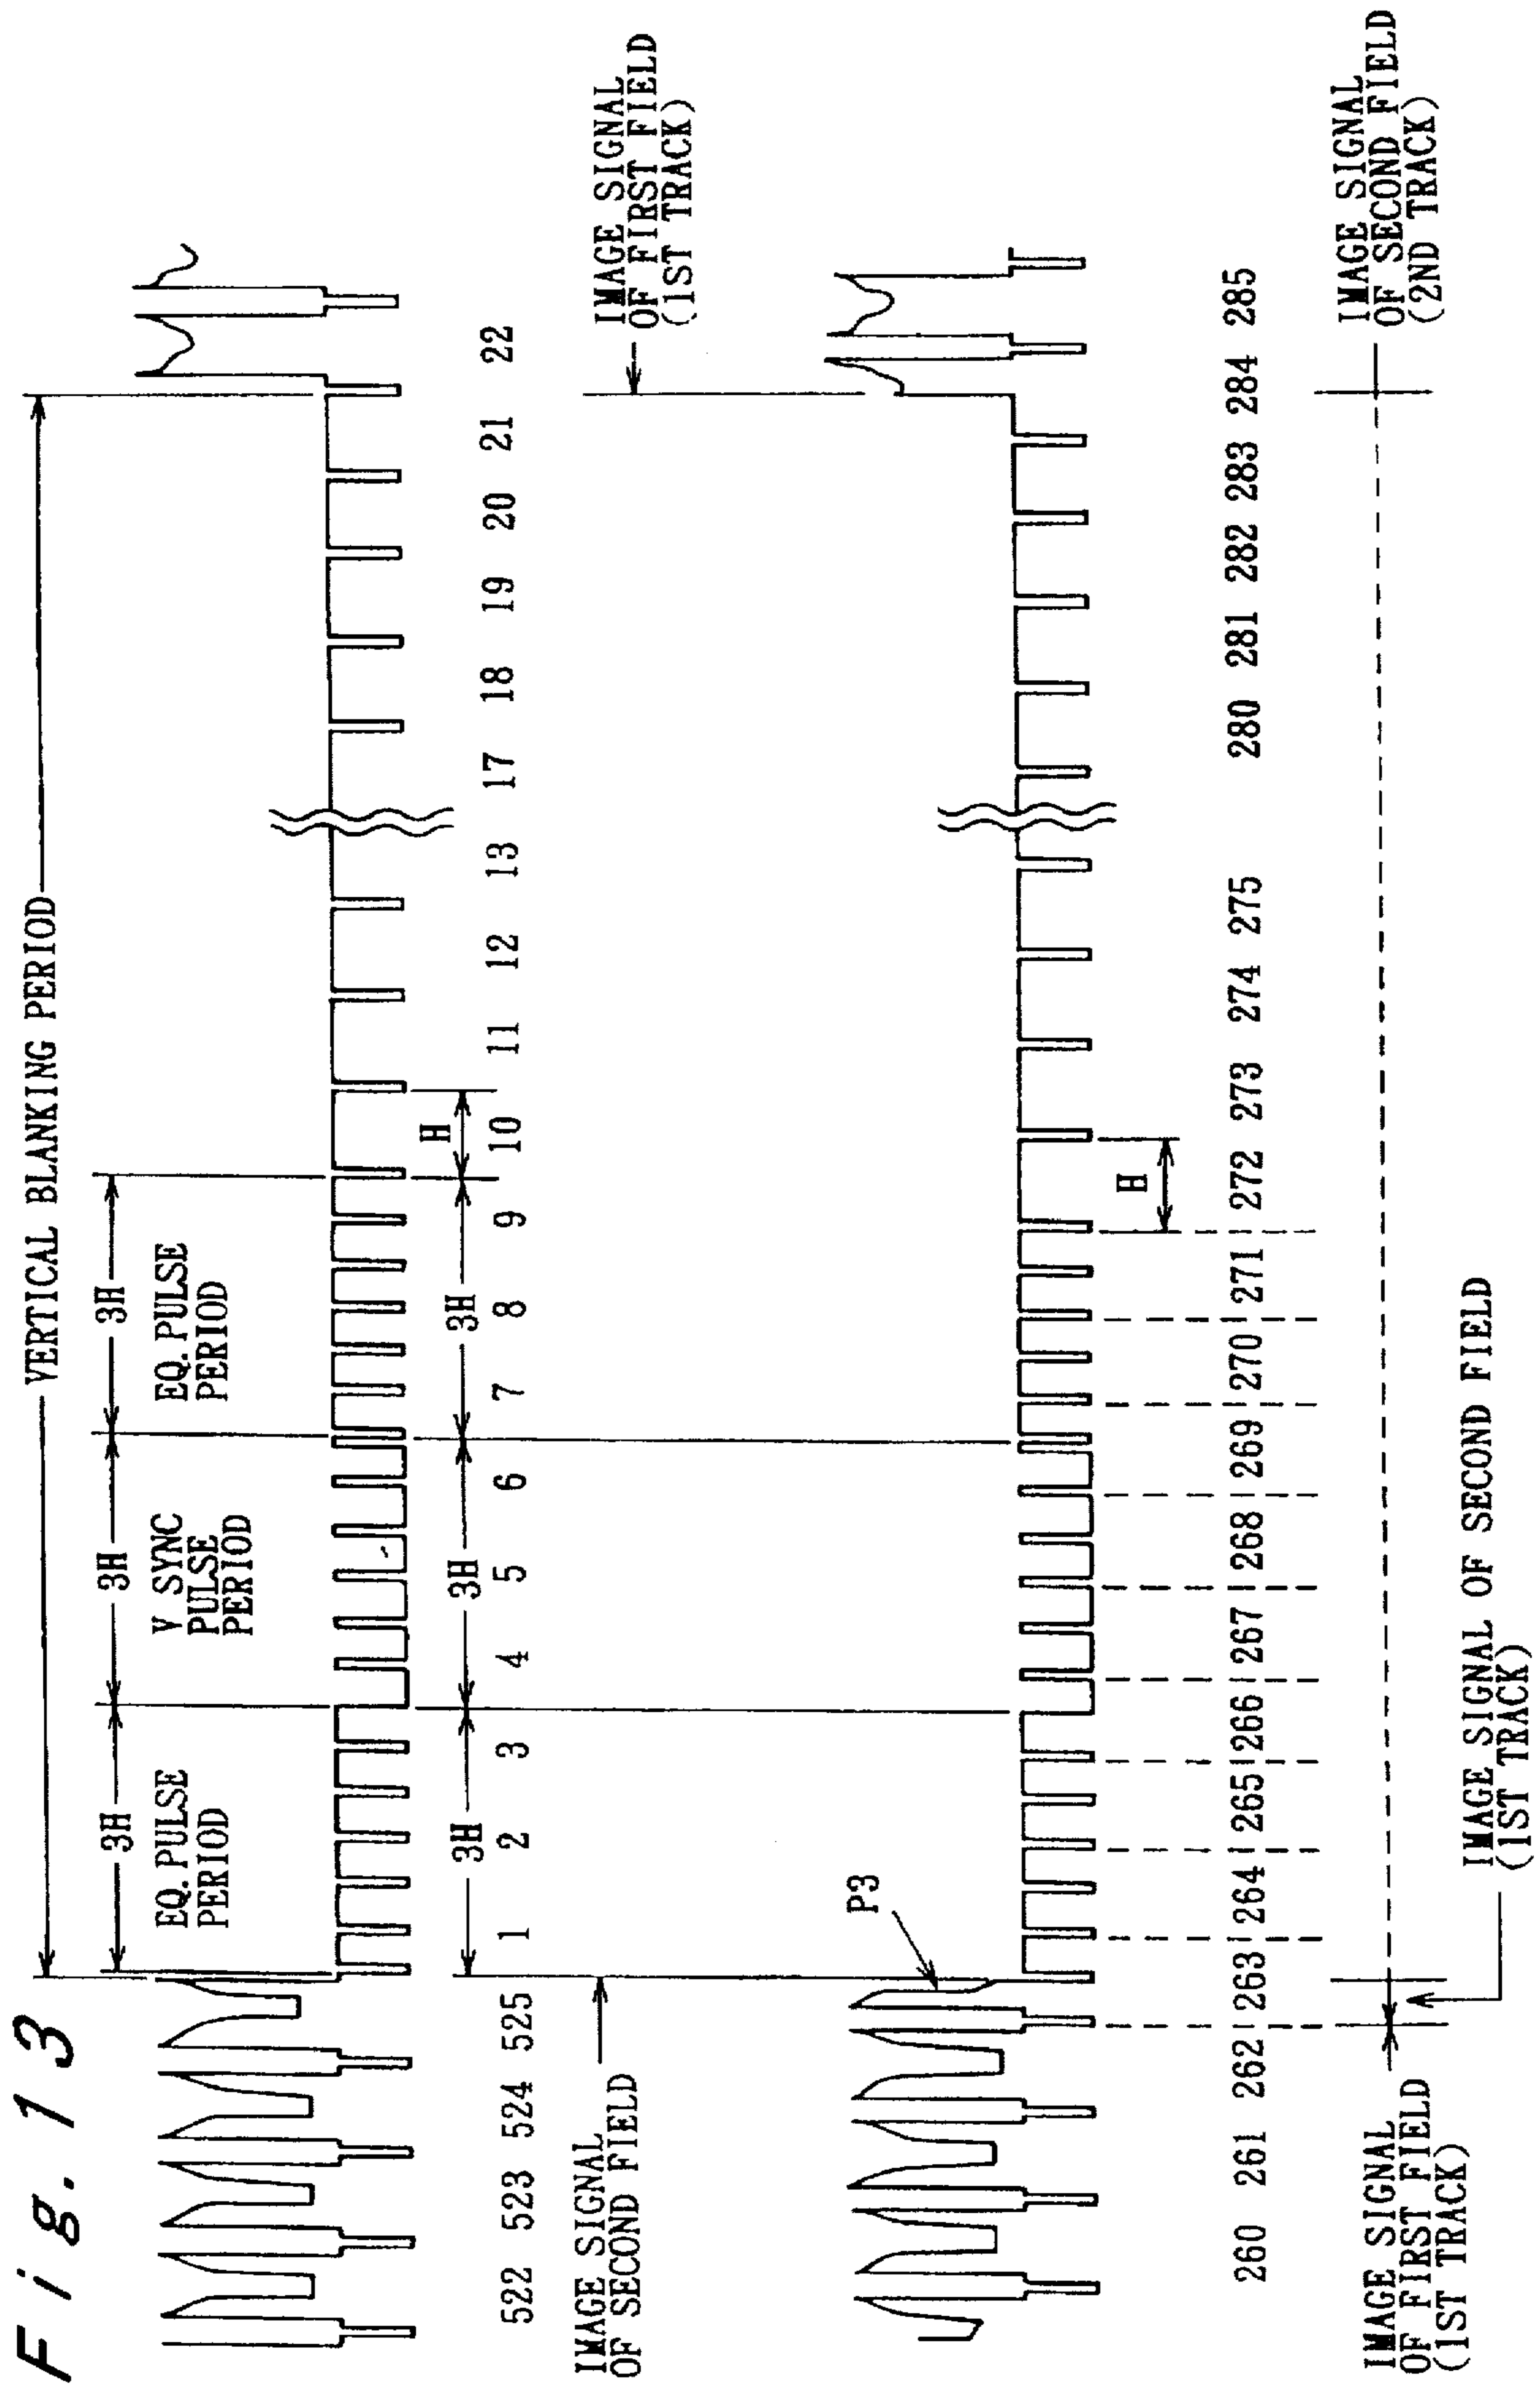 Fig. 13
VERTICAL BLANKING PERIOD
3H 3H 3H
EQ. PULSE
PERIOD
V SYNC
PULSE
PERIOD
EQ. PULSE
PERIOD
3H 3H 3H H
522 523 524 525 1 2 3 4 5 6 7 8 9 10 11 12 13 17 18 19 20 21 22
IMAGE SIGNAL
OF SECOND FIELD
IMAGE SIGNAL
OF FIRST FIELD
(1ST TRACK)
P3
H
260 261 262 263 264 265 266 267 268 269 270 271 272 273 274 275 280 281 282 283 284 285
IMAGE SIGNAL
OF FIRST FIELD
(1ST TRACK)
IMAGE SIGNAL OF SECOND FIELD
(1ST TRACK)
IMAGE SIGNAL
OF SECOND FIELD
(2ND TRACK)